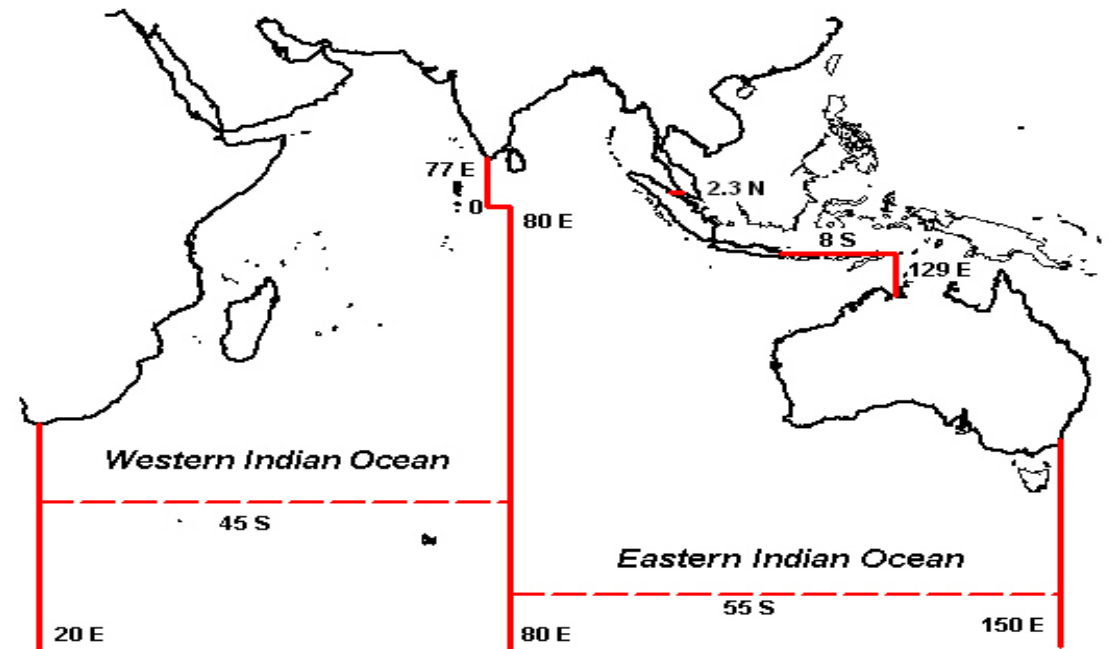 77 E
2.3 N
0
80 E
8 S
129 E
Western Indian Ocean
45 S
Eastern Indian Ocean
55 S
20 E
80 E
150 E